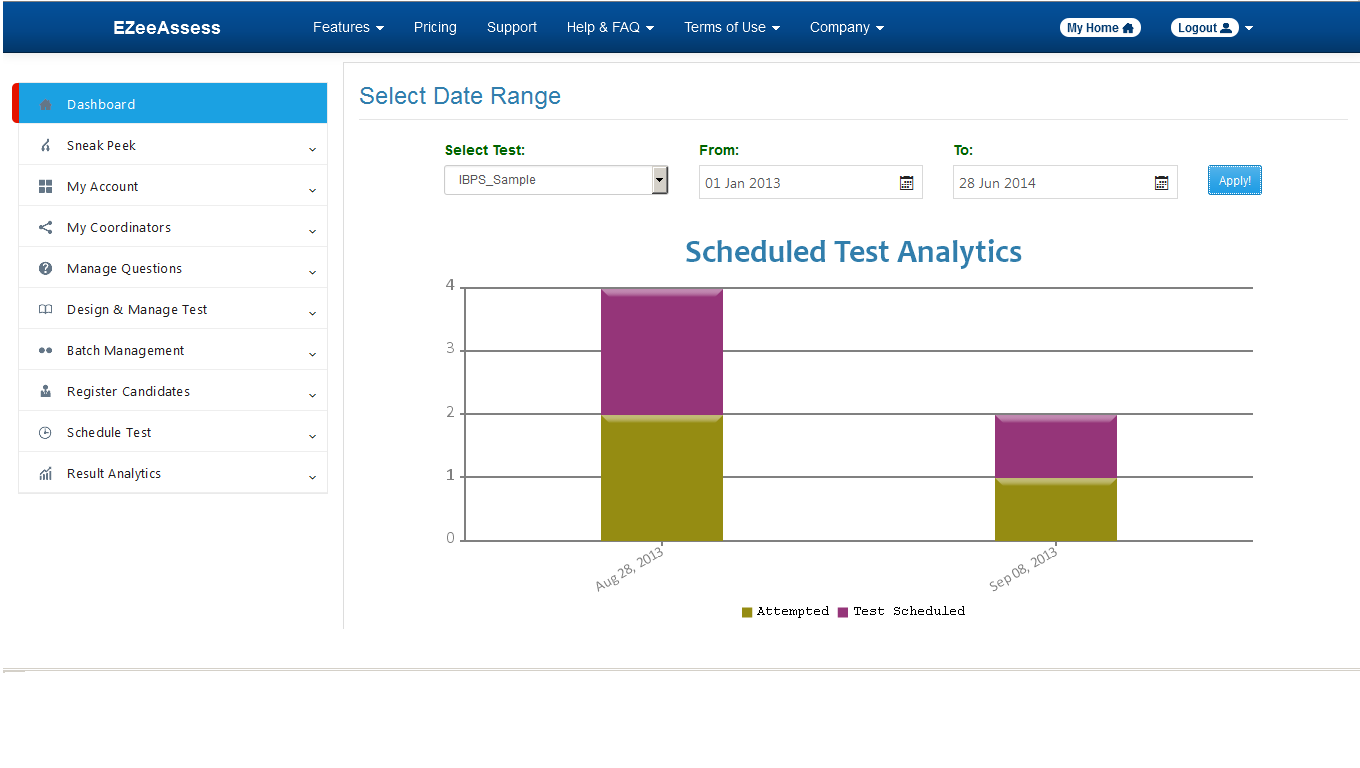 EZeeAssess Features Pricing Support Help & FAQ Terms of Use Company My Home Logout
Dashboard
Sneak Peek
My Account
My Coordinators
Manage Questions
Design & Manage Test
Batch Management
Register Candidates
Schedule Test
Result Analytics
Select Date Range
Select Test: From: To:
IBPS_Sample 01 Jan 2013 28 Jun 2014 Apply!
Scheduled Test Analytics
4
3
2
1
0
Aug 28, 2013 Sep 08, 2013
Attempted Test Scheduled